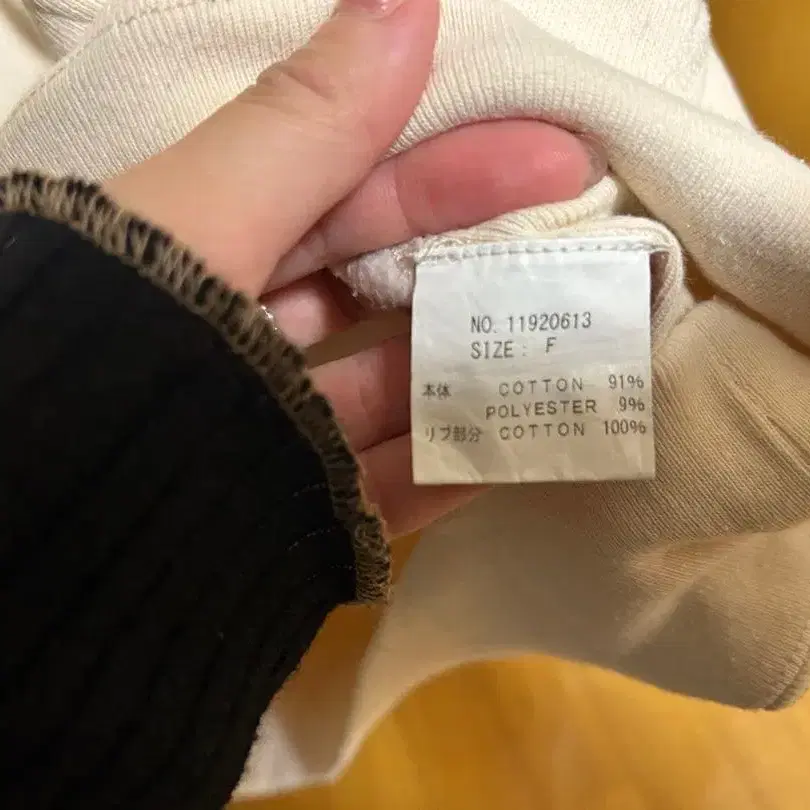 NO. 11920613
SIZE : F
本体 COTTON 91%
POLYESTER 9%
リブ部分 COTTON 100%